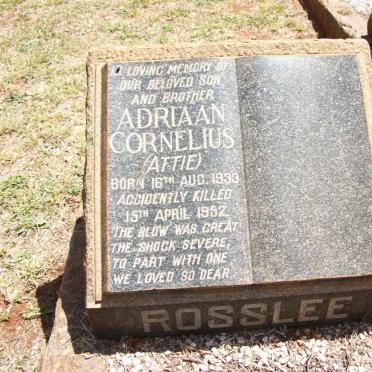 IN LOVING MEMORY OF
OUR BELOVED SON
AND BROTHER
ADRIAAN
CORNELIUS
(ATTIE)
BORN 16TH AUG. 1933
ACCIDENTLY KILLED
15TH APRIL 1952.
THE BLOW WAS GREAT
THE SHOCK SEVERE,
TO PART WITH ONE
WE LOVED SO DEAR.
ROSSLEE